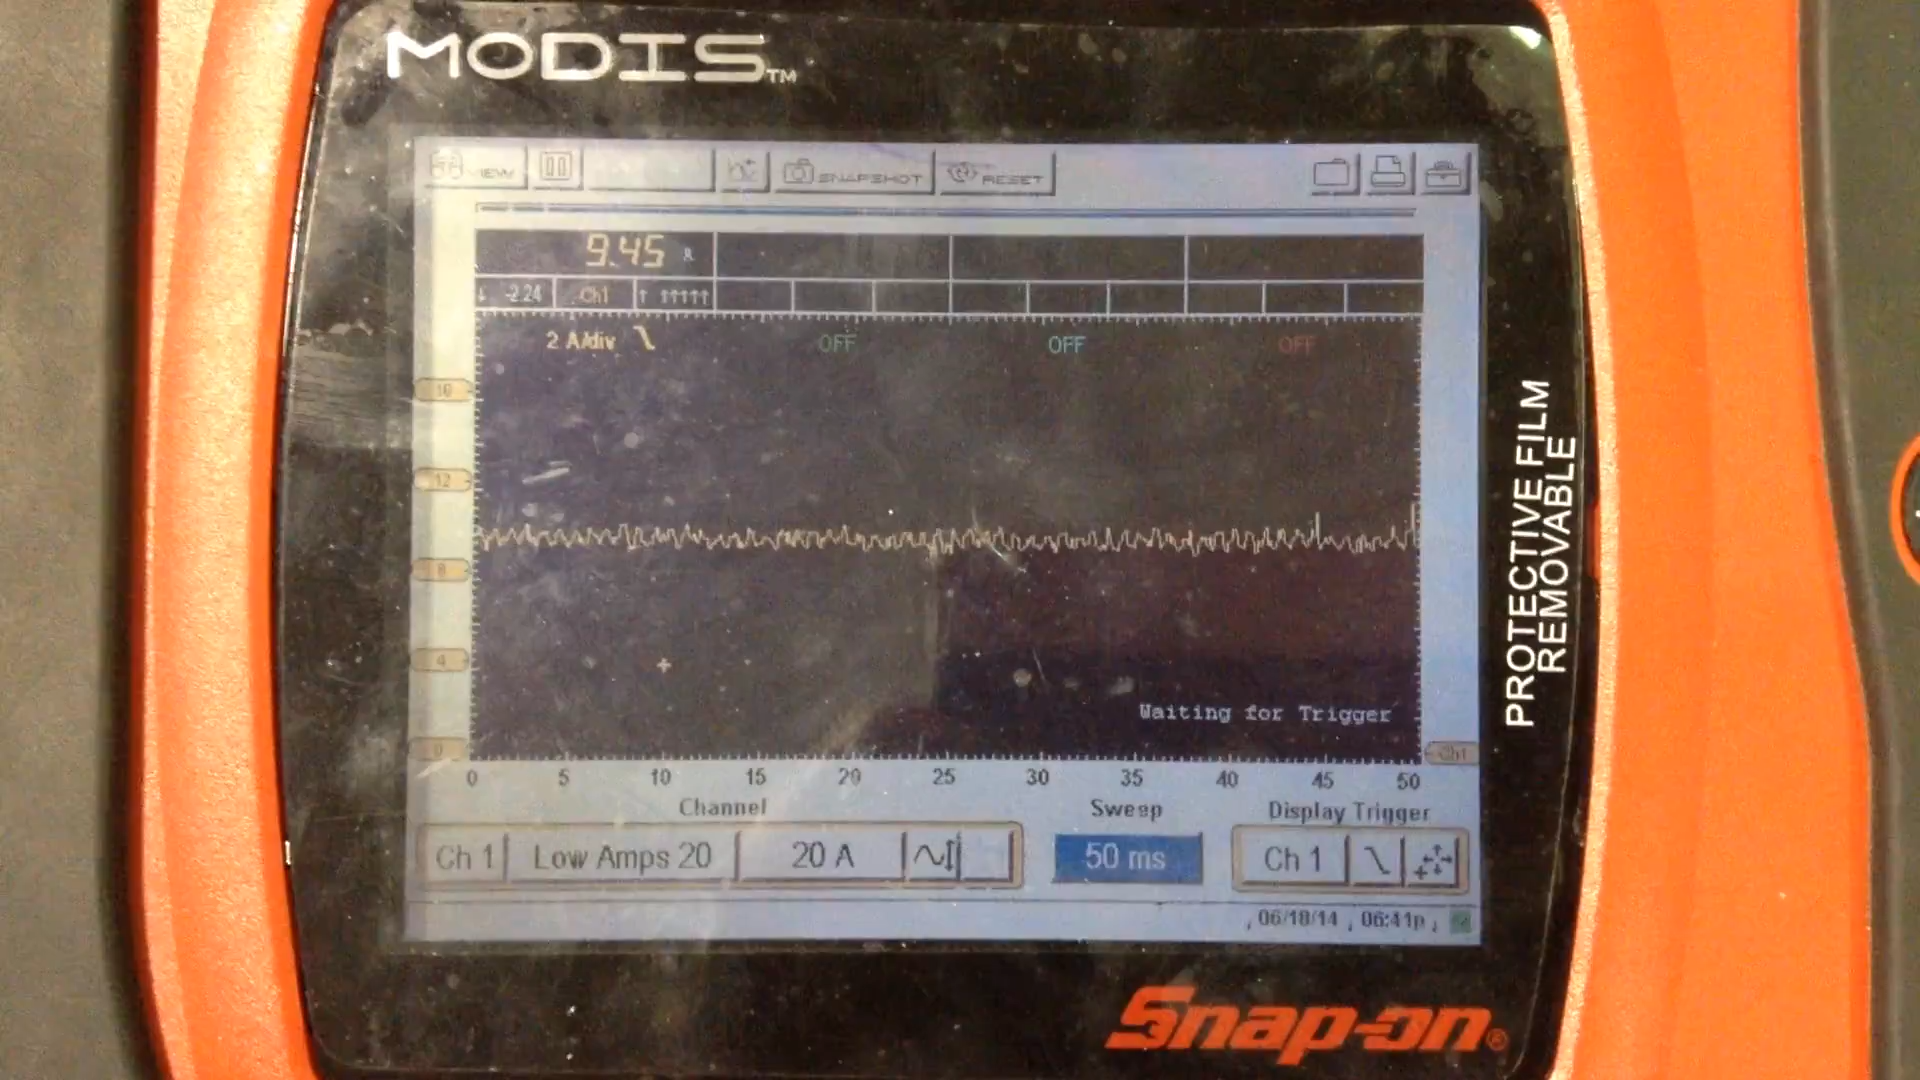 MODIS™
VIEW SNAPSHOT RESET
9.45 A
↓ -2.24 Ch1 ↑ ↑↑↑↑↑
2 A/div OFF OFF OFF
16
12
8
4
0
Waiting for Trigger
Ch1
0 5 10 15 20 25 30 35 40 45 50
Channel Sweep Display Trigger
Ch 1 Low Amps 20 20 A 50 ms Ch 1
06/18/14 , 06:41p
PROTECTIVE FILM
REMOVABLE
Snap-on®